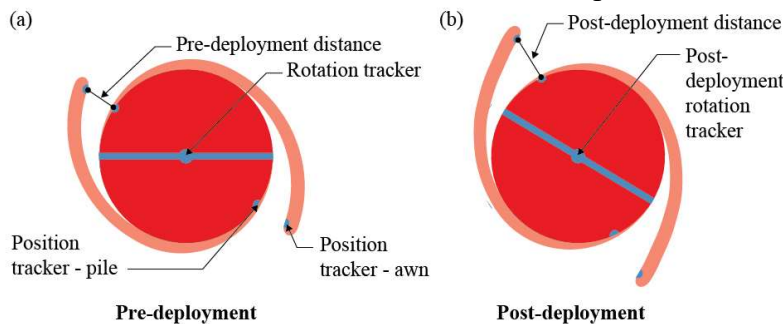 (a)
Pre-deployment distance
Rotation tracker
Position
tracker - pile
Position
tracker - awn
Pre-deployment
(b)
Post-deployment distance
Post-
deployment
rotation
tracker
Post-deployment